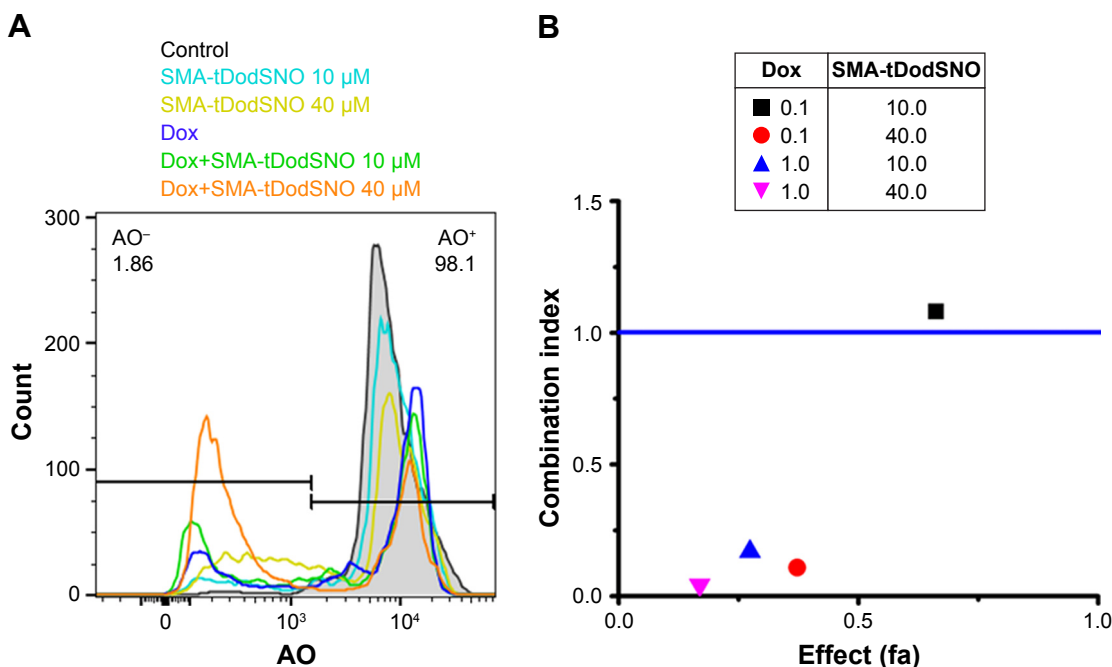 A
Control
SMA-tDodSNO 10 µM
SMA-tDodSNO 40 µM
Dox
Dox+SMA-tDodSNO 10 µM
Dox+SMA-tDodSNO 40 µM
300
200
100
0
Count
AO⁻
1.86
AO⁺
98.1
0 10³ 10⁴
AO
B
Dox SMA-tDodSNO
0.1 10.0
0.1 40.0
1.0 10.0
1.0 40.0
1.5
1.0
0.5
0.0
Combination index
0.0 0.5 1.0
Effect (fa)